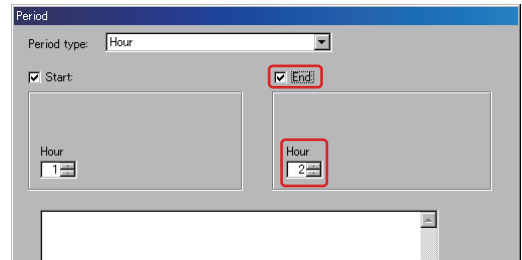 Period
Period type: Hour
Start: End:
Hour Hour
1 2